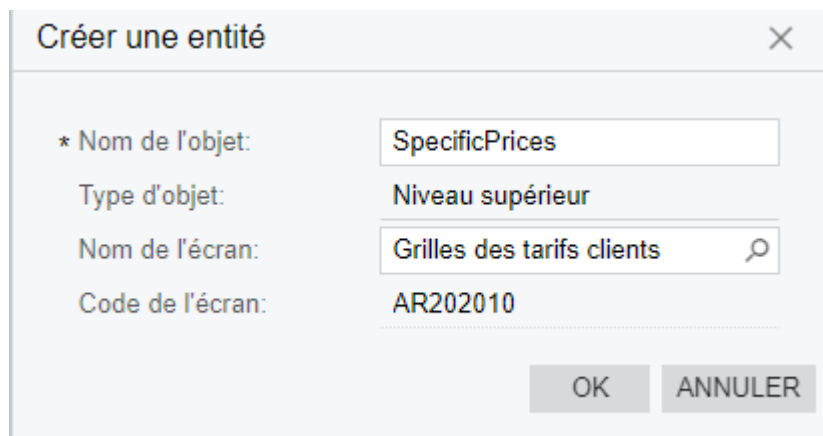 Créer une entité
* Nom de l'objet: SpecificPrices
Type d'objet: Niveau supérieur
Nom de l'écran: Grilles des tarifs clients
Code de l'écran: AR202010
OK ANNULER